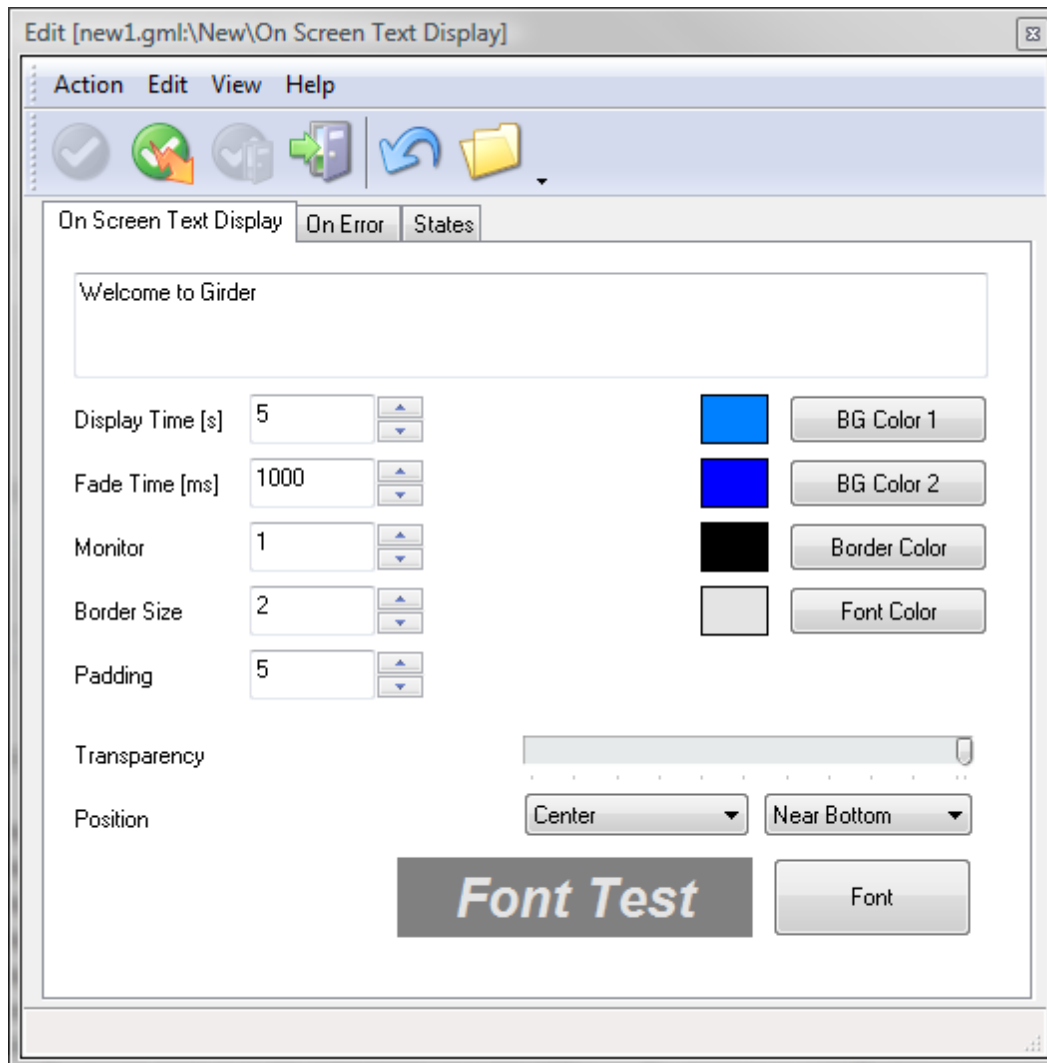 Edit [new1.gml:\New\On Screen Text Display]
Action Edit View Help
On Screen Text Display On Error States
Welcome to Girder
Display Time [s] 5 BG Color 1
Fade Time [ms] 1000 BG Color 2
Monitor 1 Border Color
Border Size 2 Font Color
Padding 5
Transparency
Position Center Near Bottom
Font Test Font